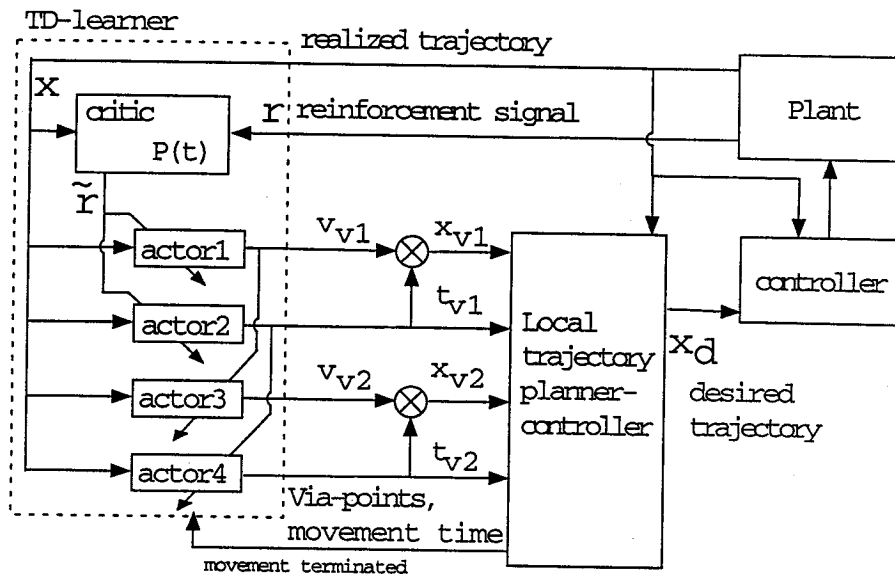 TD-learner
realized trajectory
x
critic
P(t)
r reinforcement signal
Plant
r̃
actor1
v_v1
x_v1
t_v1
controller
actor2
Local
trajectory
planner-
controller
x_d
desired
trajectory
actor3
v_v2
x_v2
t_v2
actor4
Via-points,
movement time
movement terminated